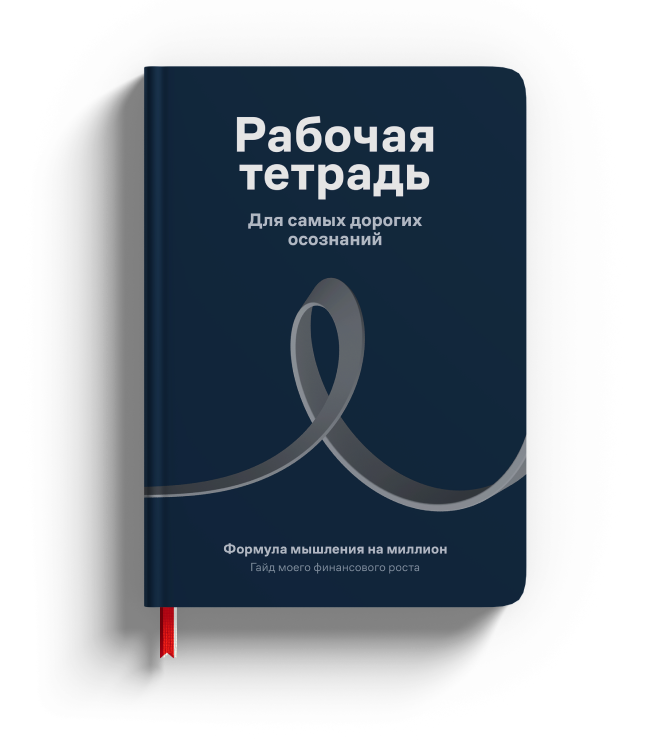 Рабочая
тетрадь
Для самых дорогих
осознаний
Формула мышления на миллион
Гайд моего финансового роста